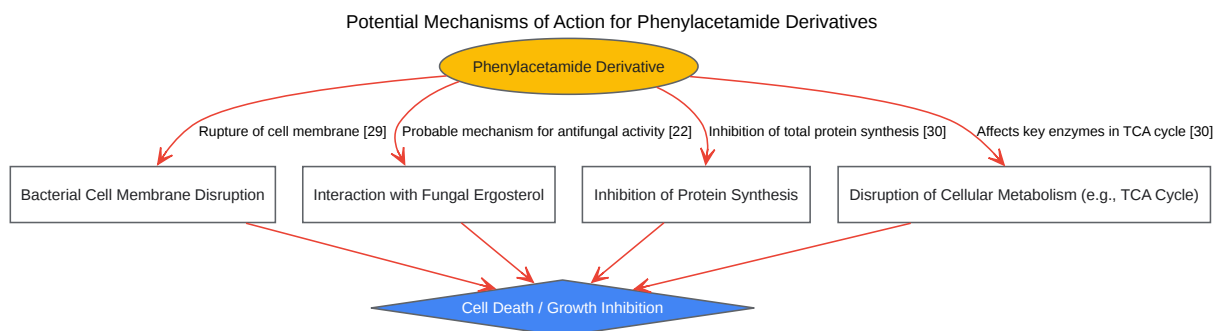 Potential Mechanisms of Action for Phenylacetamide Derivatives
Phenylacetamide Derivative
Rupture of cell membrane [29]
Probable mechanism for antifungal activity [22]
Inhibition of total protein synthesis [30]
Affects key enzymes in TCA cycle [30]
Bacterial Cell Membrane Disruption
Interaction with Fungal Ergosterol
Inhibition of Protein Synthesis
Disruption of Cellular Metabolism (e.g., TCA Cycle)
Cell Death / Growth Inhibition